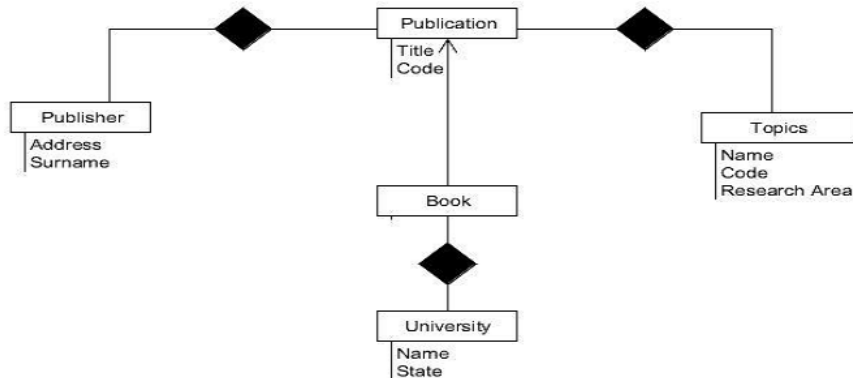 Publication
Title
Code
Publisher
Address
Surname
Topics
Name
Code
Research Area
Book
University
Name
State